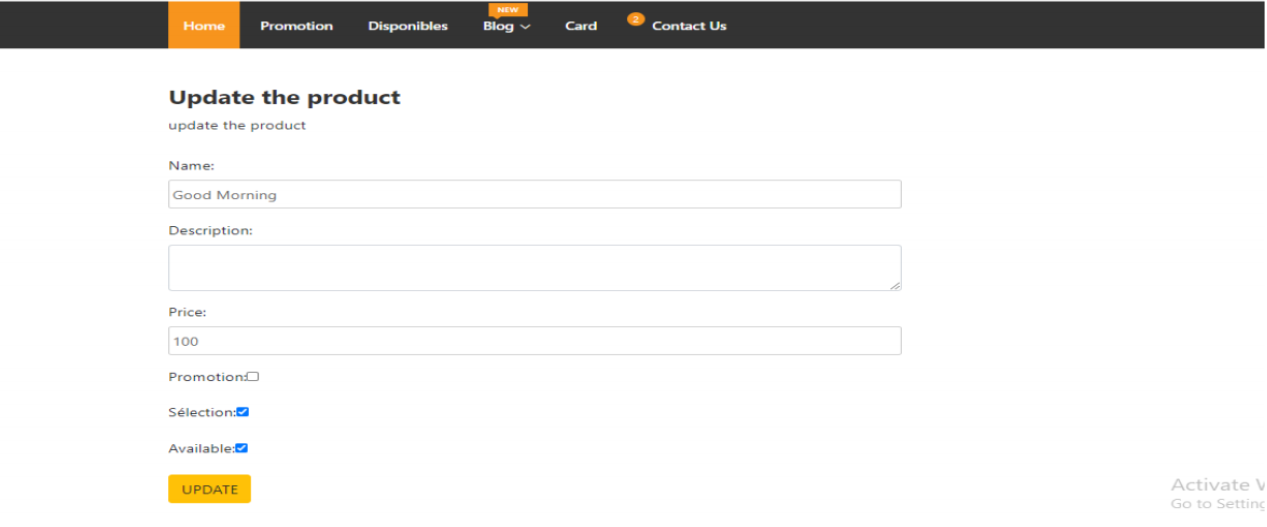 NEW
Home Promotion Disponibles Blog Card 2 Contact Us
Update the product
update the product
Name:
Good Morning
Description:
Price:
100
Promotion:
Sélection:
Available:
UPDATE
Activate
Go to Setting